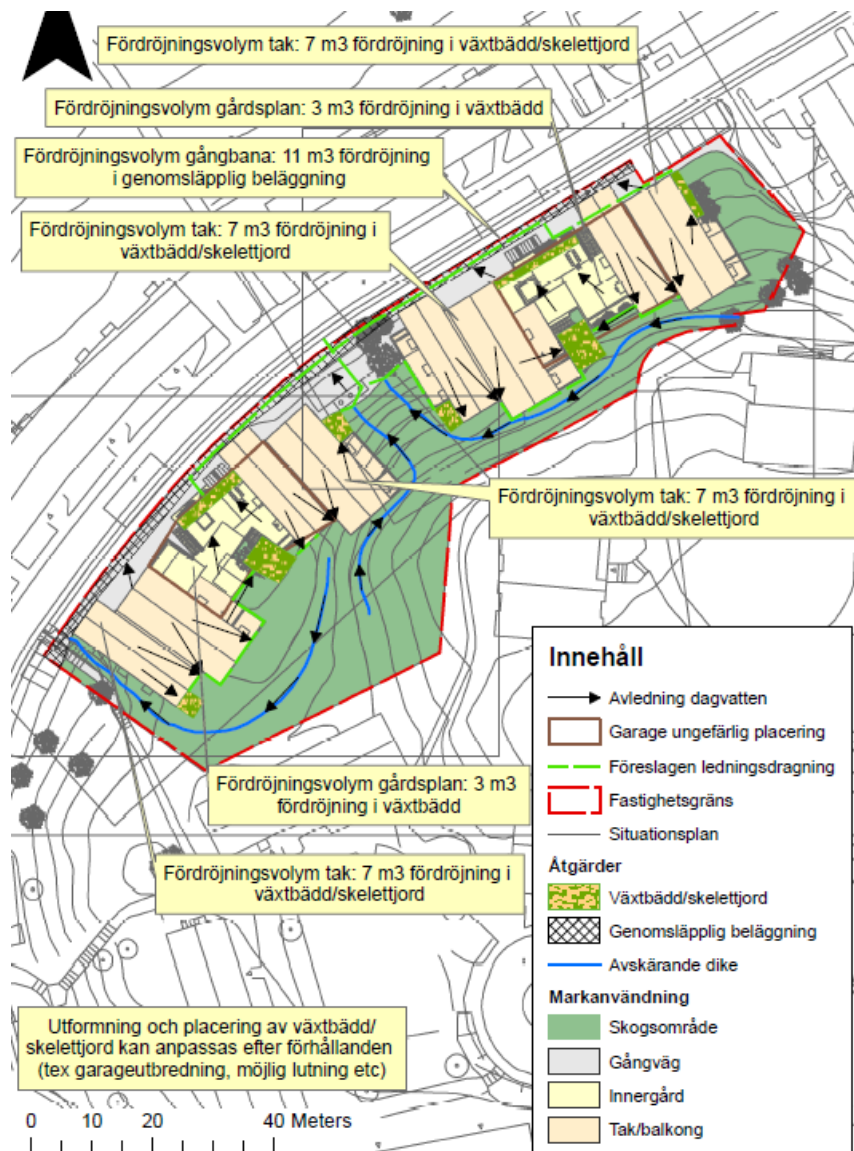 Fördröjningsvolym tak: 7 m3 fördröjning i växtbädd/skelettjord
Fördröjningsvolym gårdsplan: 3 m3 fördröjning i växtbädd
Fördröjningsvolym gångbana: 11 m3 fördröjning
i genomsläpplig beläggning
Fördröjningsvolym tak: 7 m3 fördröjning i
växtbädd/skelettjord
Fördröjningsvolym tak: 7 m3 fördröjning i
växtbädd/skelettjord
Fördröjningsvolym gårdsplan: 3 m3
fördröjning i växtbädd
Fördröjningsvolym tak: 7 m3 fördröjning i
växtbädd/skelettjord
Utformning och placering av växtbädd/
skelettjord kan anpassas efter förhållanden
(tex garageutbredning, möjlig lutning etc)
0 10 20 40 Meters
Innehåll
Avledning dagvatten
Garage ungefärlig placering
Föreslagen ledningsdragning
Fastighetsgräns
Situationsplan
Åtgärder
Växtbädd/skelettjord
Genomsläpplig beläggning
Avskärande dike
Markanvändning
Skogsområde
Gångväg
Innergård
Tak/balkong